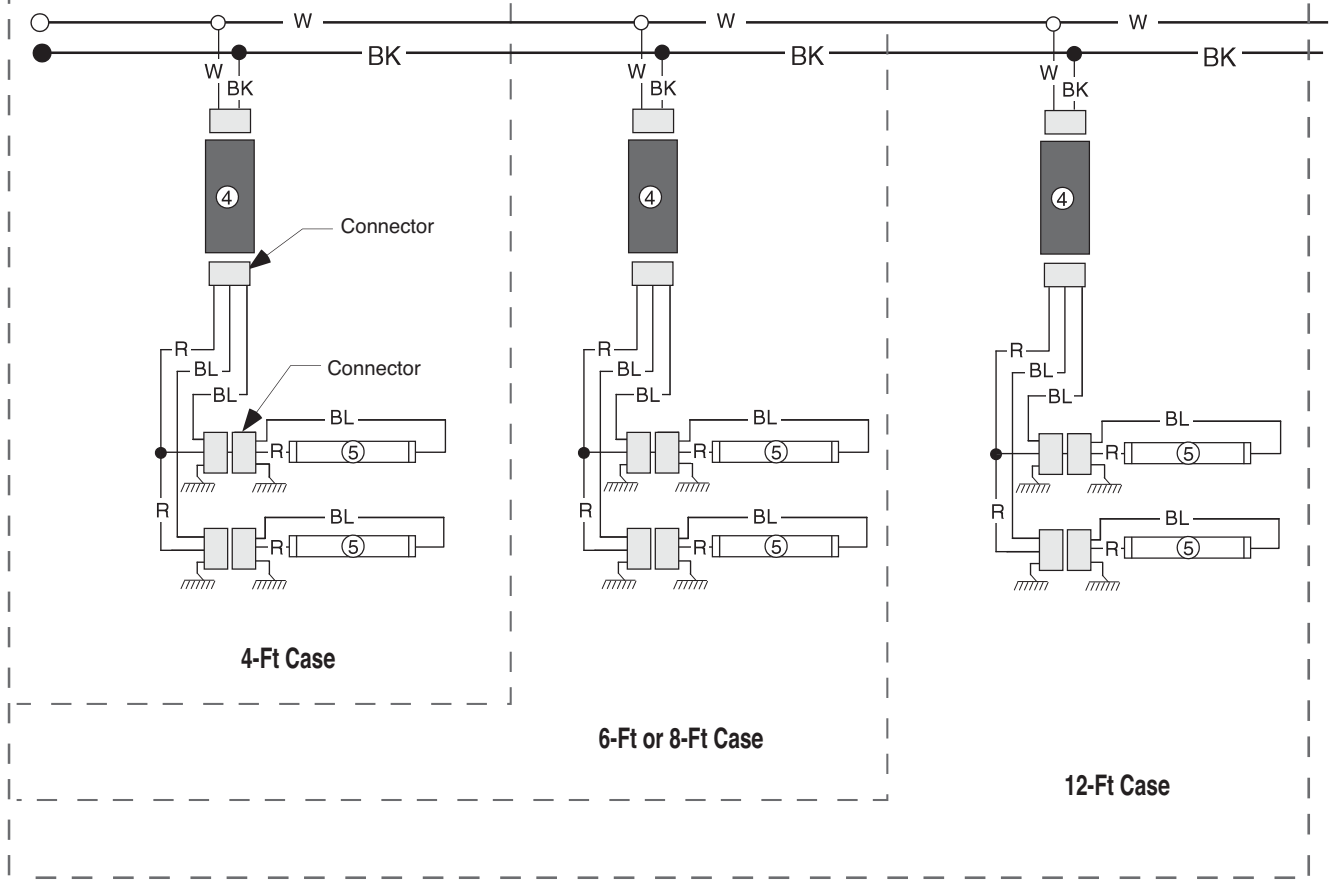 W W W
BK BK BK
W W W
BK BK BK
4 4 4
Connector
R R R
BL BL BL
Connector
BL BL BL
BL BL BL
R 5 R 5 R 5
R R R
BL BL BL
R 5 R 5 R 5
4-Ft Case
6-Ft or 8-Ft Case
12-Ft Case